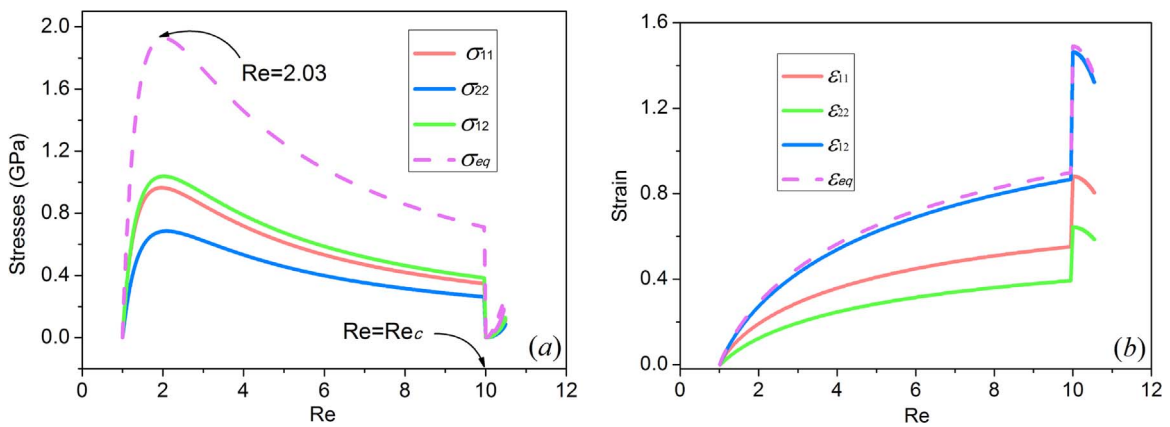 2.0
1.6
1.2
0.8
0.4
0.0
Stresses (GPa)
Re=2.03
σ11
σ22
σ12
σeq
Re=Rec
(a)
0 2 4 6 8 10 12
Re
1.6
1.2
0.8
0.4
0.0
Strain
ε11
ε22
ε12
εeq
(b)
0 2 4 6 8 10 12
Re